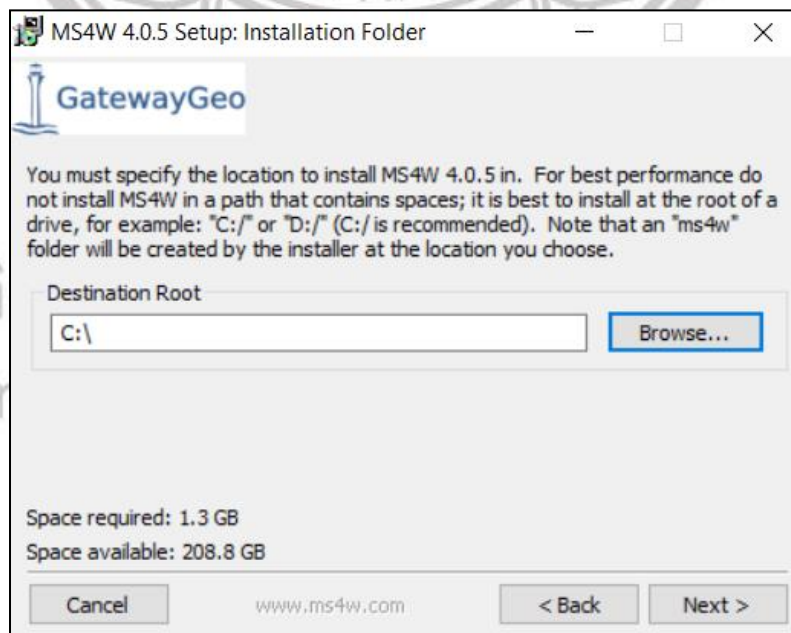 MS4W 4.0.5 Setup: Installation Folder
GatewayGeo
You must specify the location to install MS4W 4.0.5 in.  For best performance do
not install MS4W in a path that contains spaces; it is best to install at the root of a
drive, for example: "C:/" or "D:/" (C:/ is recommended).  Note that an "ms4w"
folder will be created by the installer at the location you choose.
Destination Root
C:\
Browse...
Space required: 1.3 GB
Space available: 208.8 GB
Cancel
www.ms4w.com
< Back
Next >